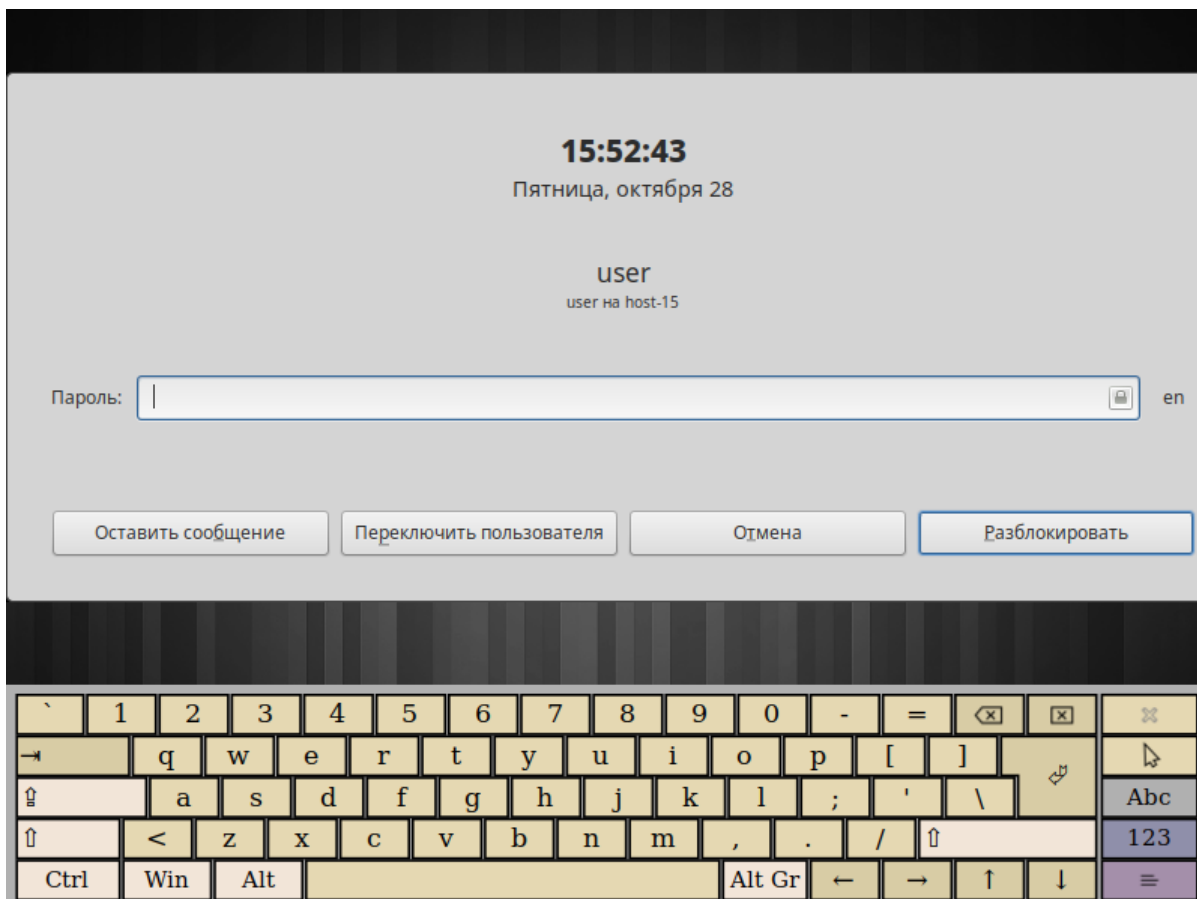 15:52:43
Пятница, октября 28
user
user на host-15
Пароль: en
Оставить сообщение Переключить пользователя Отмена Разблокировать
` 1 2 3 4 5 6 7 8 9 0 - =
q w e r t y u i o p [ ]
a s d f g h j k l ; ' \ Abc
< z x c v b n m , . / 123
Ctrl Win Alt Alt Gr ← → ↑ ↓